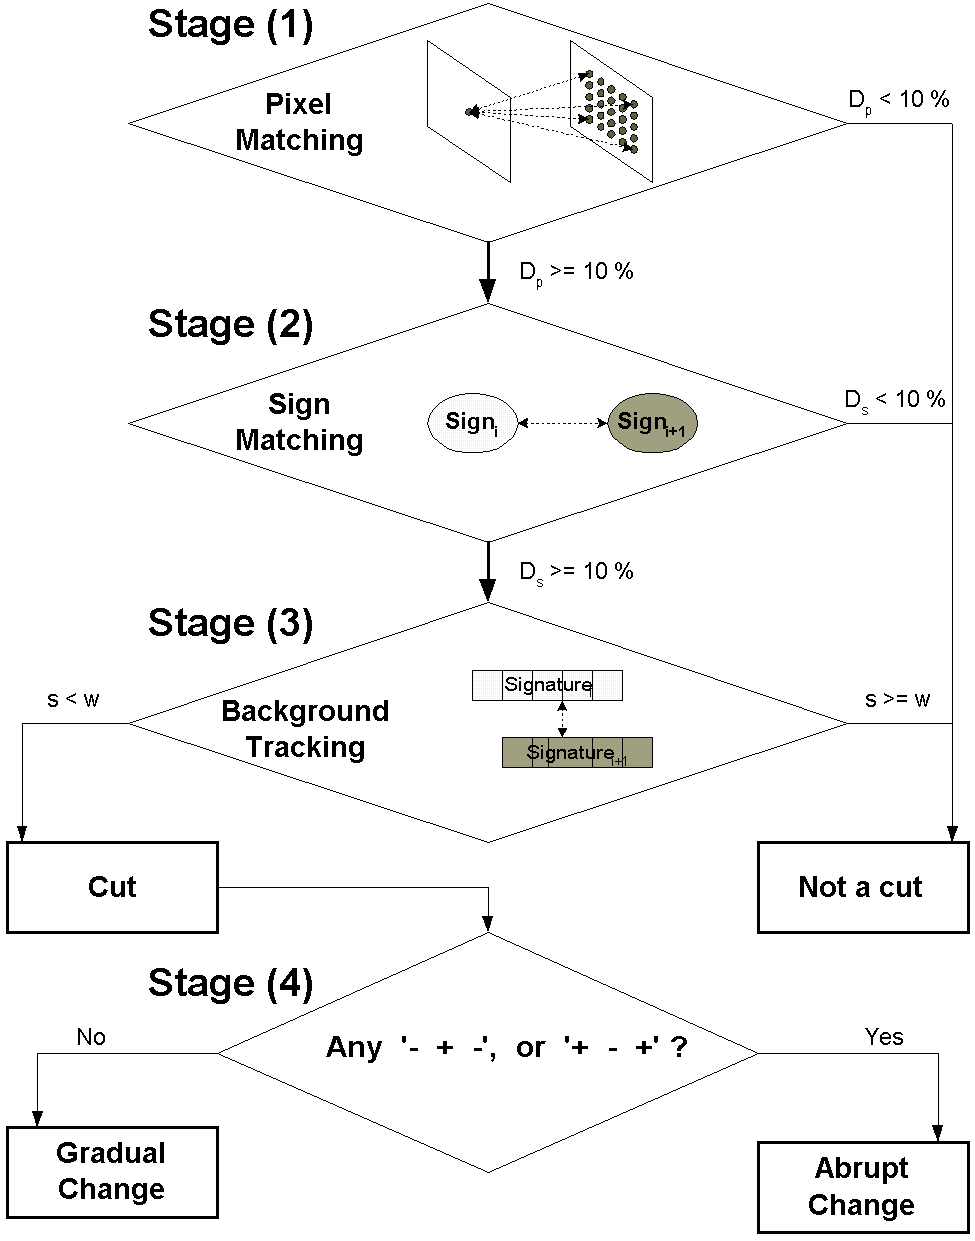 Stage (1)
Pixel
Matching
Dp < 10 %
Dp >= 10 %
Stage (2)
Sign
Matching
Signi
Signi+1
Ds < 10 %
Ds >= 10 %
Stage (3)
s < w
Background
Tracking
Signaturei
Signaturei+1
s >= w
Cut
Not a cut
Stage (4)
No
Any '- + -', or '+ - +' ?
Yes
Gradual
Change
Abrupt
Change